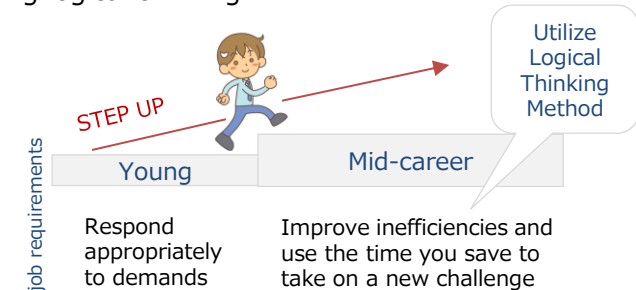 Utilize
Logical
Thinking
Method
STEP UP
Young
Mid-career
job requirements
Respond
appropriately
to demands
Improve inefficiencies and
use the time you save to
take on a new challenge